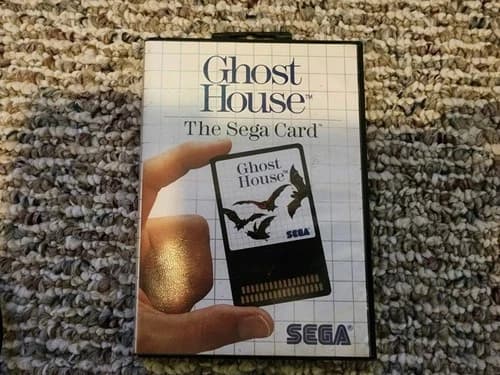 Ghost
House™
The Sega Card™
Ghost
House™
SEGA
SEGA®